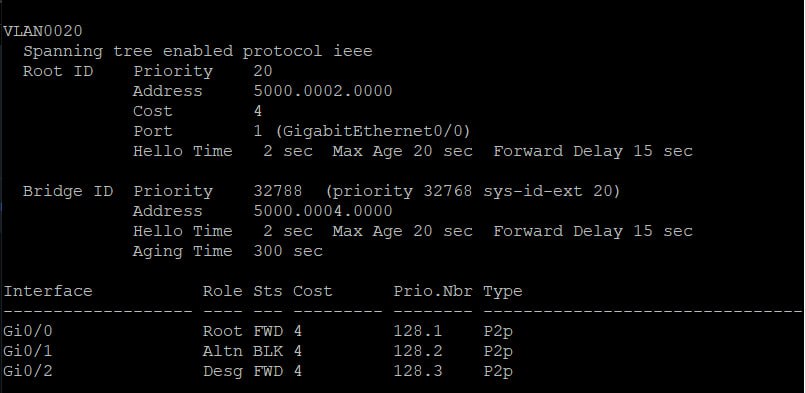 VLAN0020
  Spanning tree enabled protocol ieee
  Root ID    Priority    20
             Address     5000.0002.0000
             Cost        4
             Port        1 (GigabitEthernet0/0)
             Hello Time   2 sec  Max Age 20 sec  Forward Delay 15 sec

  Bridge ID  Priority    32788  (priority 32768 sys-id-ext 20)
             Address     5000.0004.0000
             Hello Time   2 sec  Max Age 20 sec  Forward Delay 15 sec
             Aging Time  300 sec

Interface           Role Sts Cost      Prio.Nbr Type
------------------- ---- --- --------- -------- --------------------------------
Gi0/0               Root FWD 4         128.1    P2p
Gi0/1               Altn BLK 4         128.2    P2p
Gi0/2               Desg FWD 4         128.3    P2p